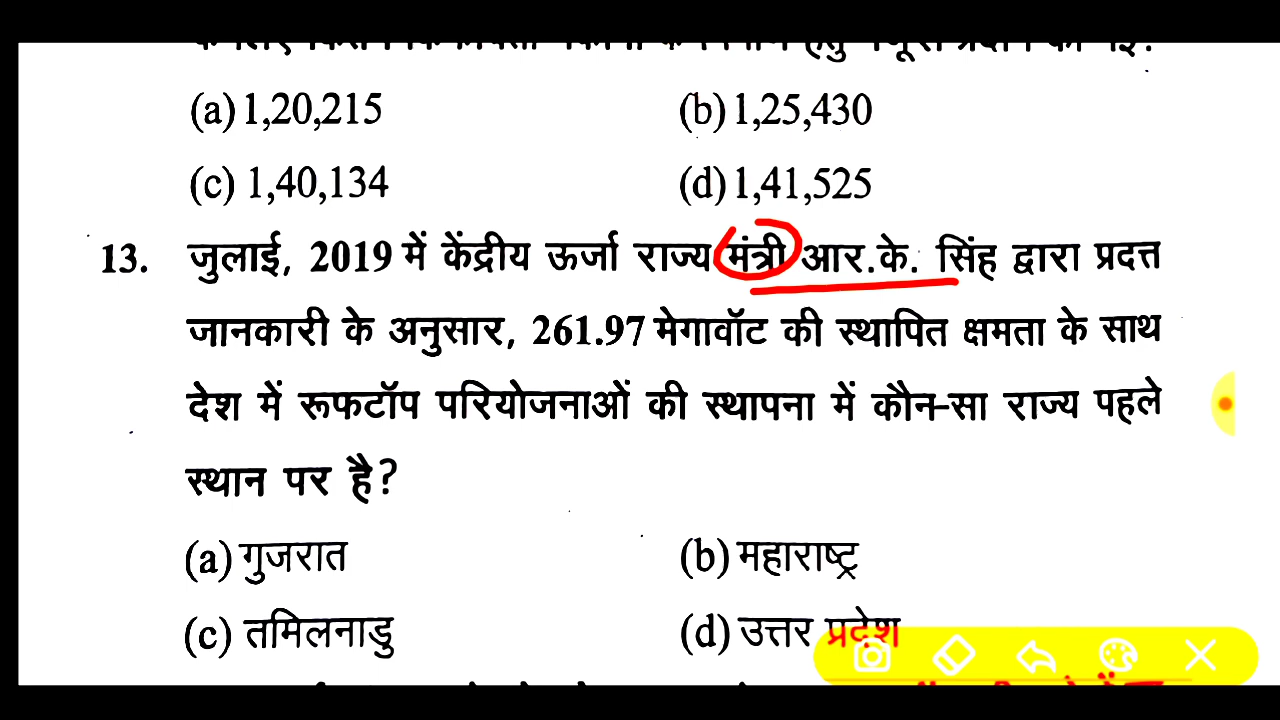 (a) 1,20,215 (b) 1,25,430
(c) 1,40,134 (d) 1,41,525
13. जुलाई, 2019 में केंद्रीय ऊर्जा राज्य मंत्री आर.के. सिंह द्वारा प्रदत्त
जानकारी के अनुसार, 261.97 मेगावॉट की स्थापित क्षमता के साथ
देश में रूफटॉप परियोजनाओं की स्थापना में कौन-सा राज्य पहले
स्थान पर है?
(a) गुजरात (b) महाराष्ट्र
(c) तमिलनाडु (d) उत्तर प्रदेश